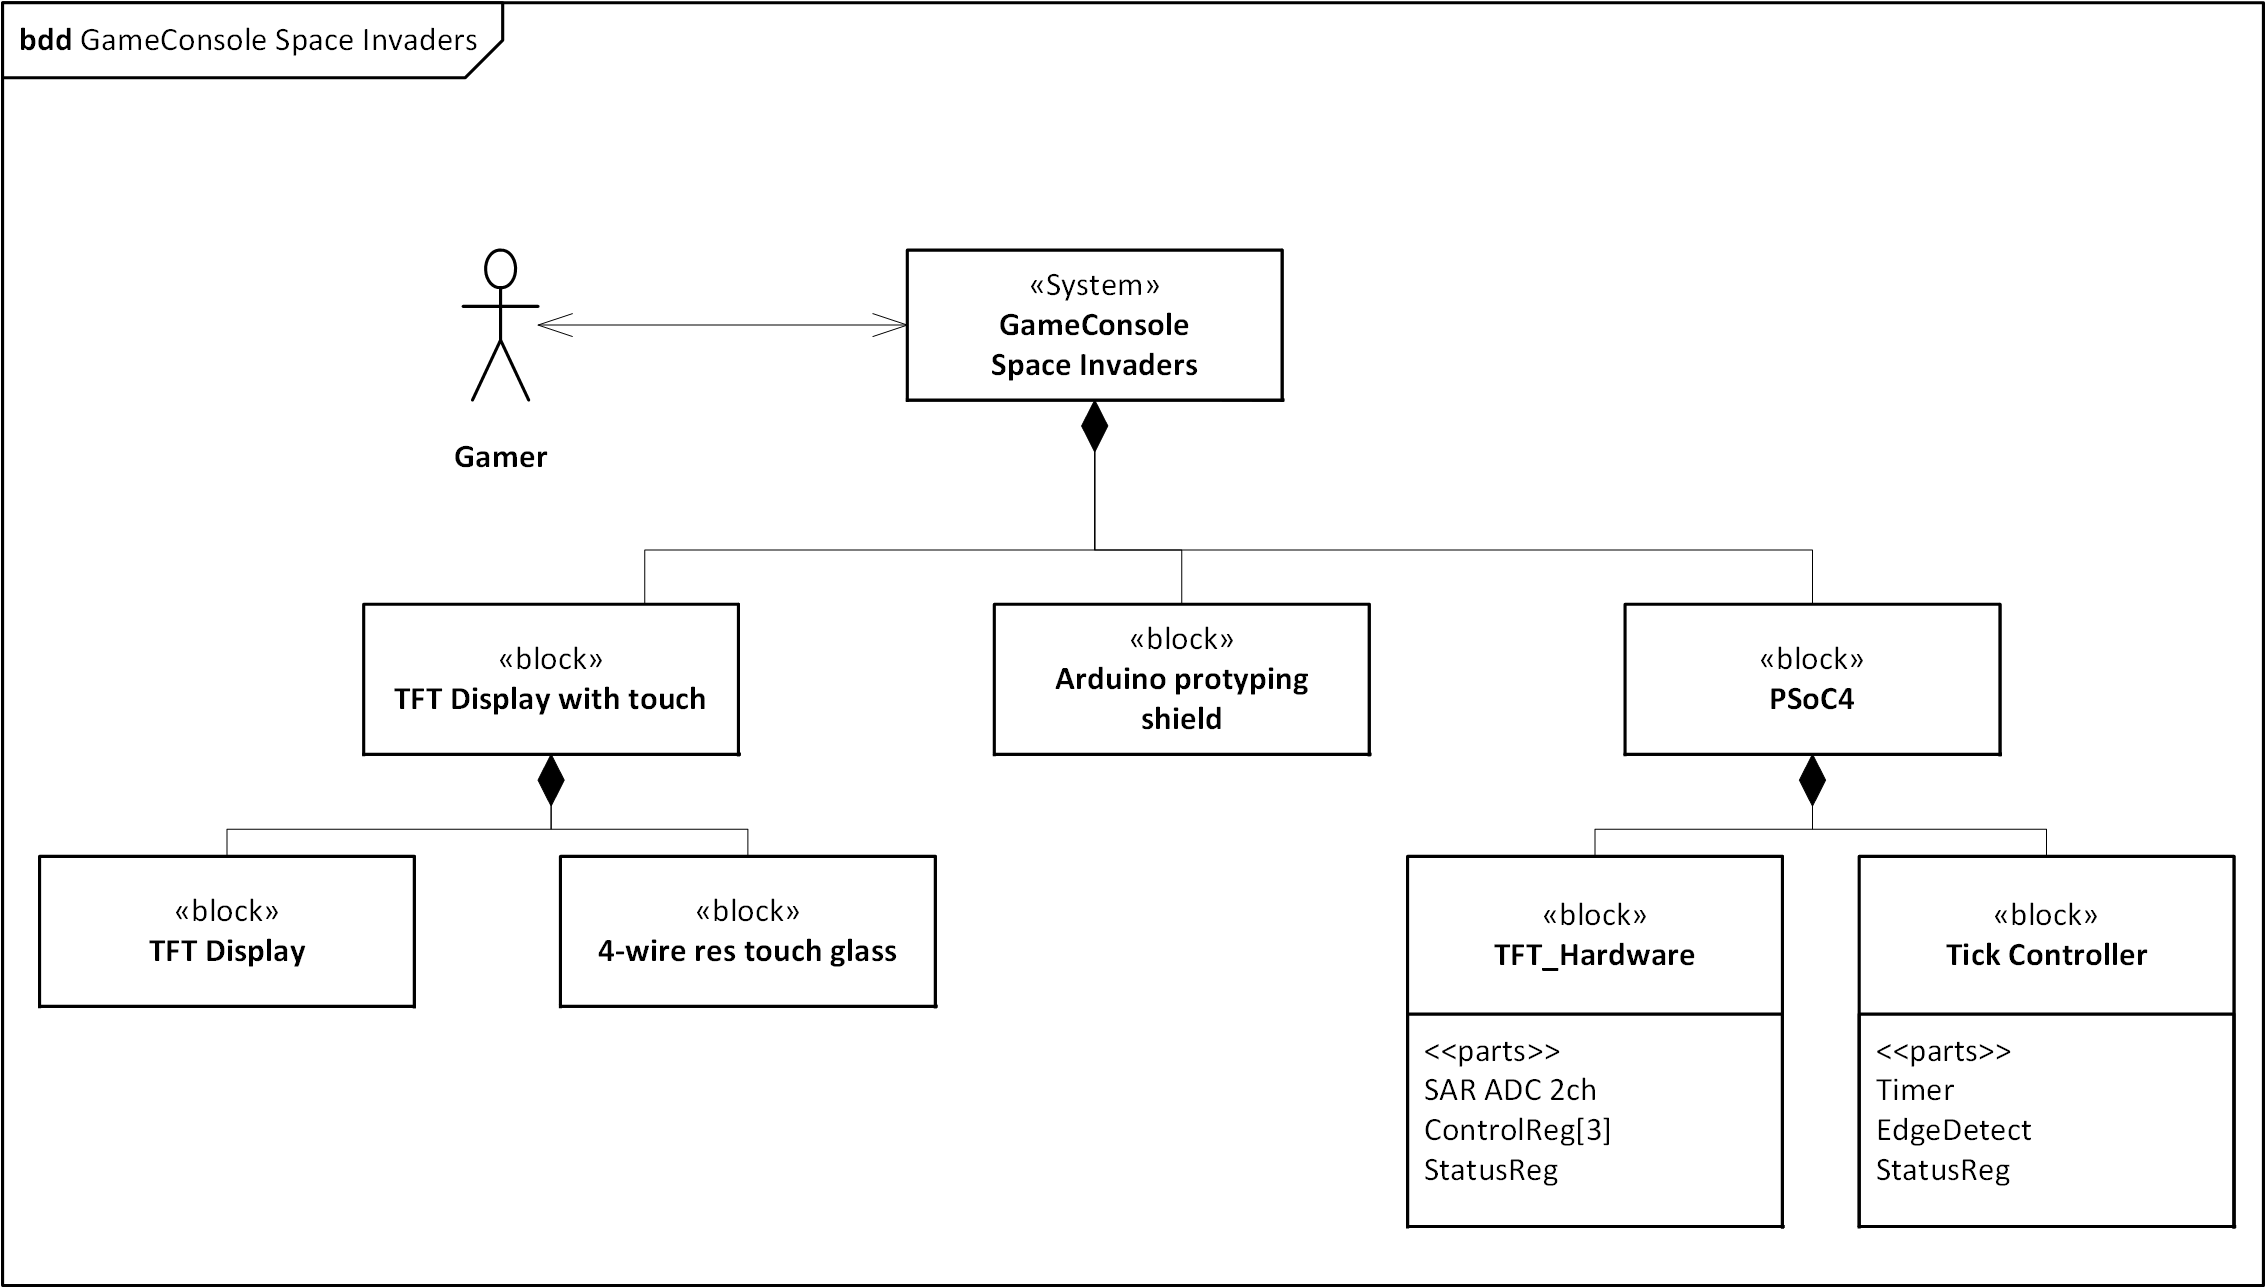 bdd GameConsole Space Invaders
«System»
GameConsole
Space Invaders
Gamer
«block»
TFT Display with touch
«block»
Arduino protyping
shield
«block»
PSoC4
«block»
TFT Display
«block»
4-wire res touch glass
«block»
TFT_Hardware
<<parts>>
SAR ADC 2ch
ControlReg[3]
StatusReg
«block»
Tick Controller
<<parts>>
Timer
EdgeDetect
StatusReg